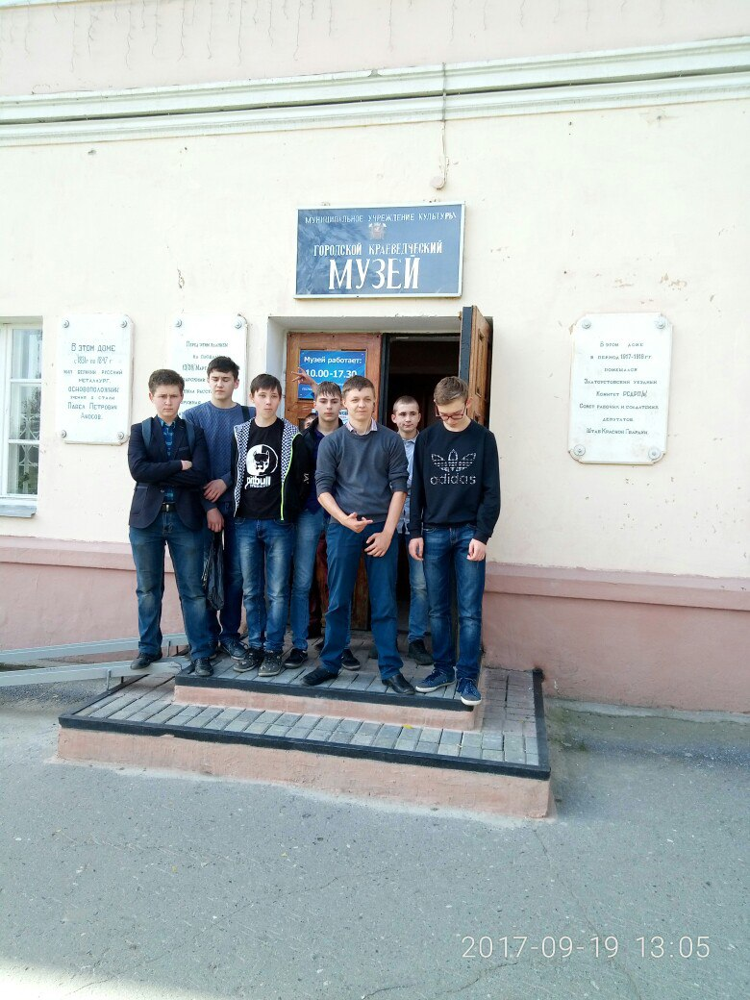 МУНИЦИПАЛЬНОЕ УЧРЕЖДЕНИЕ КУЛЬТУРЫ
ГОРОДСКОЙ КРАЕВЕДЧЕСКИЙ
МУЗЕЙ
В ЭТОМ ДОМЕ
с 1831 по 1847 г
жил великий русский
металлург
основоположник
учения о стали
Павел Петрович
Аносов.
Перед этим зданием
на площади
13/26 Марта
расстр
Музей работает:
10.00-17.30
В этом доме
в период 1917-1918 гг
помещался
Златоустовский уездный
Комитет РСДРП(б)
Совет рабочих и солдатских
депутатов
Штаб Красной Гвардии
pitbull
adidas
2017-09-19 13:05